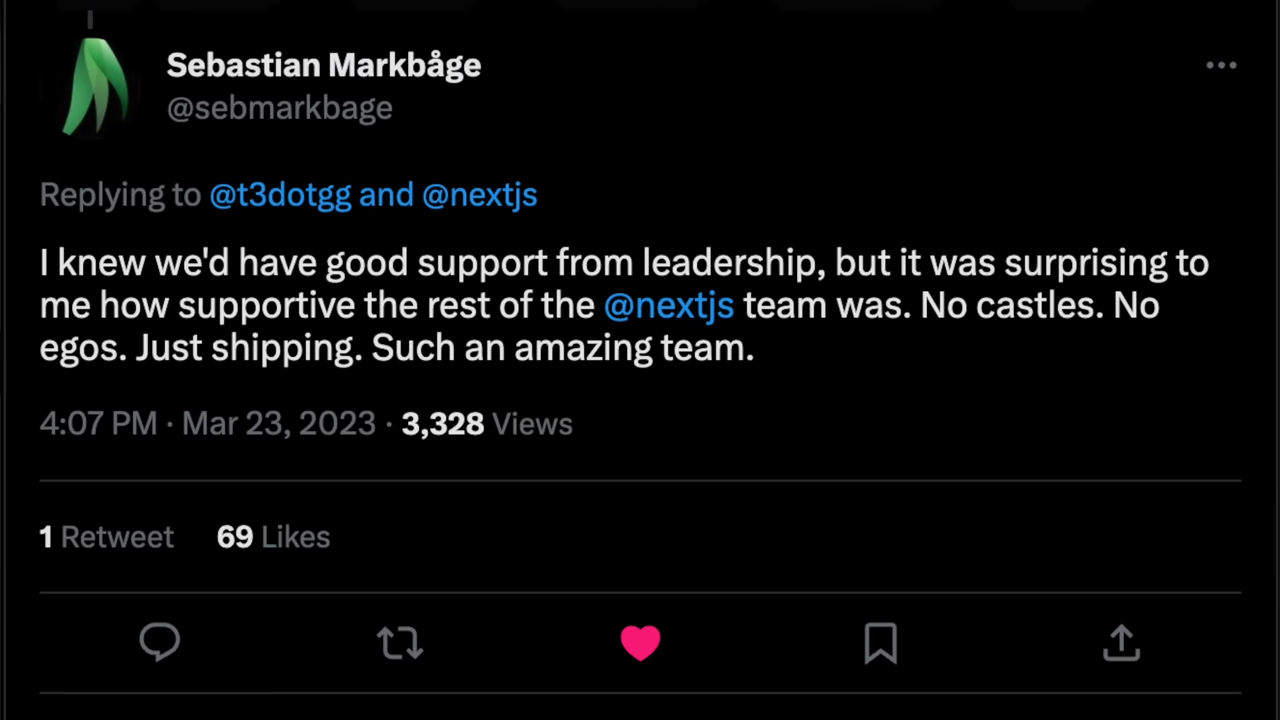 Sebastian Markbåge
@sebmarkbage
Replying to @t3dotgg and @nextjs
I knew we'd have good support from leadership, but it was surprising to
me how supportive the rest of the @nextjs team was. No castles. No
egos. Just shipping. Such an amazing team.
4:07 PM · Mar 23, 2023 · 3,328 Views
1 Retweet 69 Likes